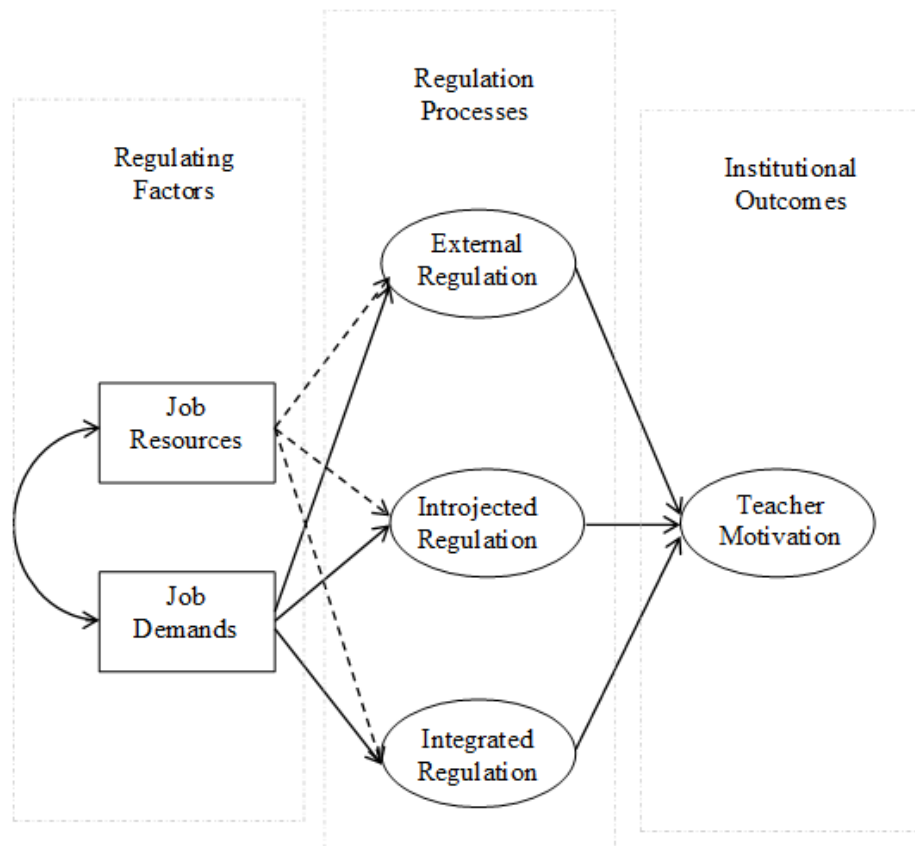 Regulation
Processes
Regulating
Factors
Institutional
Outcomes
External
Regulation
Job
Resources
Introjected
Regulation
Teacher
Motivation
Job
Demands
Integrated
Regulation